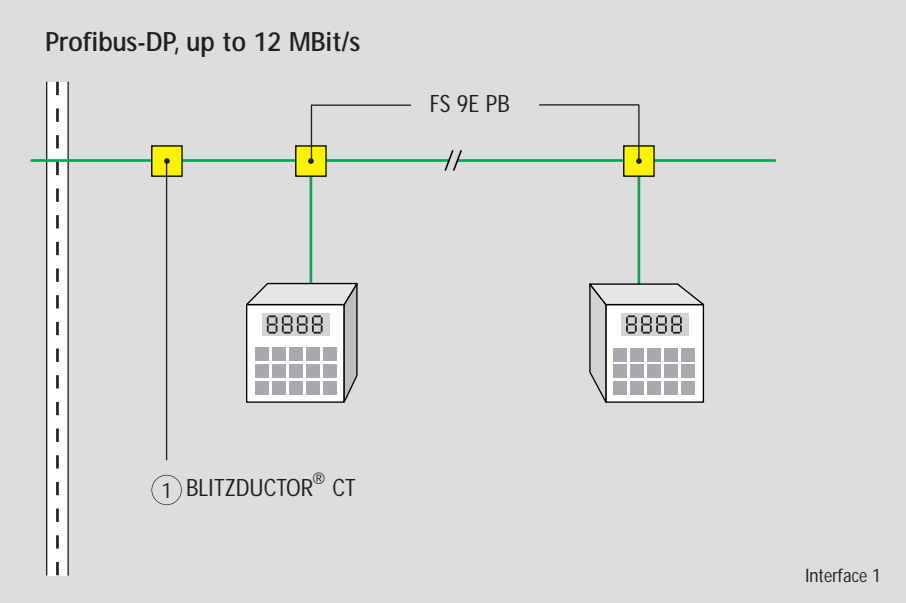 Profibus-DP, up to 12 MBit/s
FS 9E PB
8888
8888
1 BLITZDUCTOR® CT
Interface 1